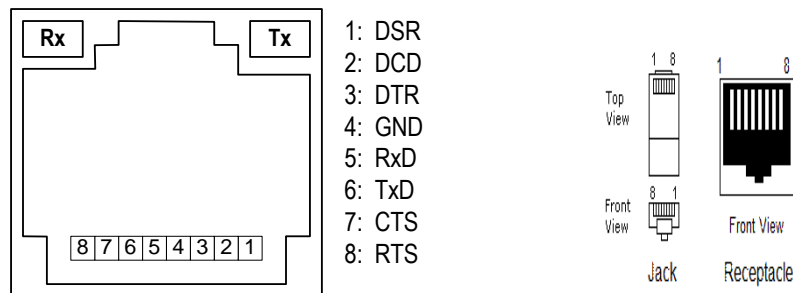 Rx
Tx
1: DSR
2: DCD
3: DTR
4: GND
5: RxD
6: TxD
7: CTS
8: RTS
8 7 6 5 4 3 2 1
1 8
Top
View
8 1
Front
View
Jack
1 8
Front View
Receptacle